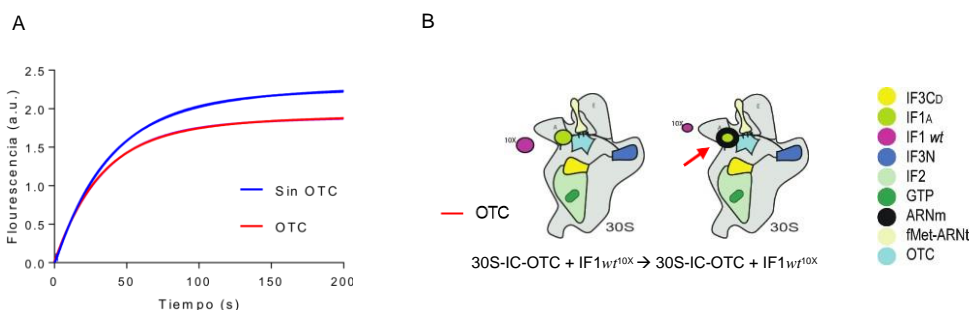 A
Flourescencia (a.u.)
2.5
2.0
1.5
1.0
0.5
0.0
0
50
100
150
200
Tiempo (s)
Sin OTC
OTC
B
10X
A
E
30S
10X
A
E
30S
OTC
30S-IC-OTC + IF1wt10X → 30S-IC-OTC + IF1wt10X
IF3CD
IF1A
IF1 wt
IF3N
IF2
GTP
ARNm
fMet-ARNt
OTC